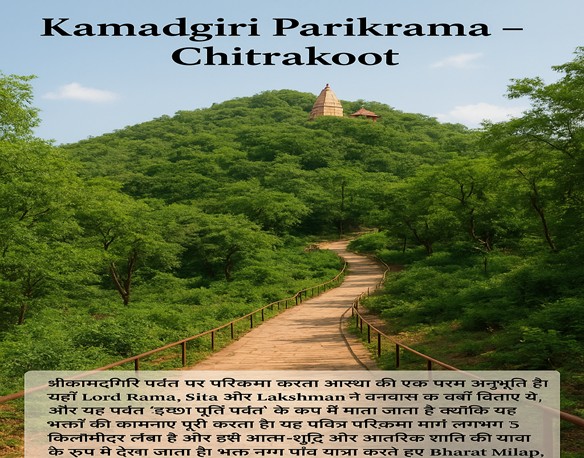 Kamadgiri Parikrama –
Chitrakoot
श्रीकामदगिरि पर्वत पर परिकमा करता आस्था की एक परम अनुभूति है।
यहाँ Lord Rama, Sita और Lakshman ने वनवास क वर्षी विताए ये,
और यह पर्वत 'इच्छा पूर्ति पर्वत' के कप में माता जाता है क्योंकि यह
भक्तों की कामनाए पूरी करता है। यह पवित्र परिक्रमा मार्ग लगभग 5
किलोमीदर लंबा है और डसे आत्म-शुद्रि और आतरिक शाति की यावा
के रुप मे देखा जाता है। भक्त नग्ग पाँव यात्रा करते हुए Bharat Milap,